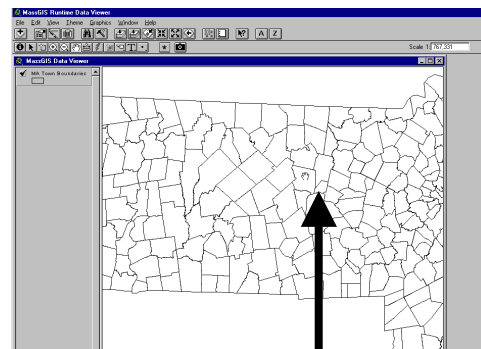 MassGIS Runtime Data Viewer
File Edit View Theme Graphics Window Help
A Z
T
Scale 1: 767,331
MassGIS Data Viewer
MA Town Boundaries